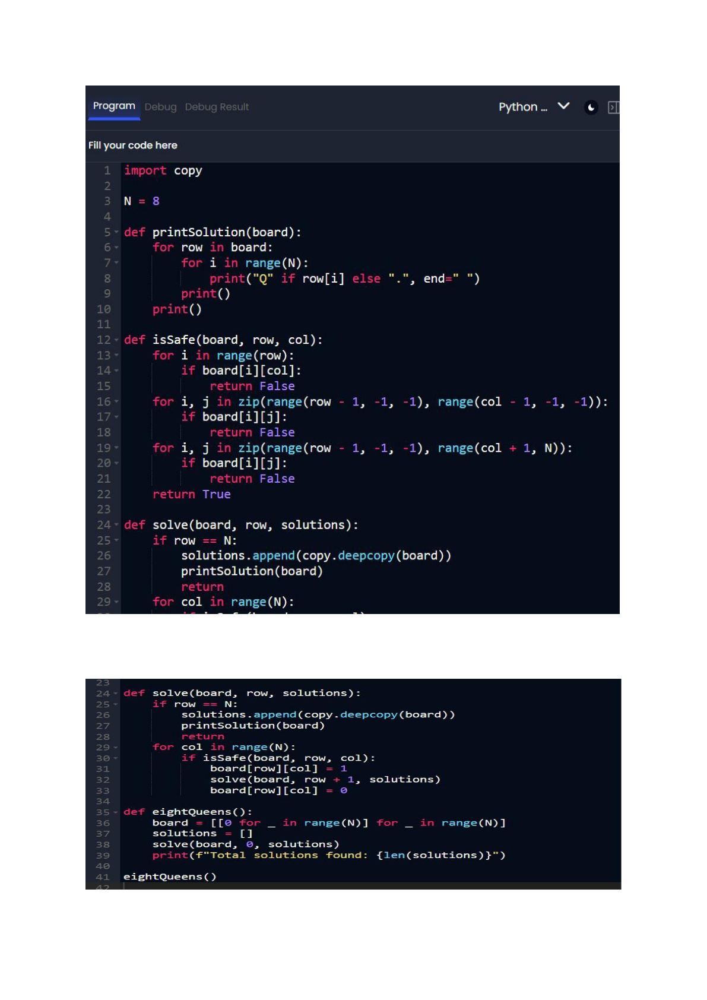 Program Debug Debug Result Python ...
Fill your code here
1 import copy
2
3 N = 8
4
5 def printSolution(board):
6     for row in board:
7         for i in range(N):
8             print("Q" if row[i] else ".", end=" ")
9         print()
10     print()
11
12 def isSafe(board, row, col):
13     for i in range(row):
14         if board[i][col]:
15             return False
16     for i, j in zip(range(row - 1, -1, -1), range(col - 1, -1, -1)):
17         if board[i][j]:
18             return False
19     for i, j in zip(range(row - 1, -1, -1), range(col + 1, N)):
20         if board[i][j]:
21             return False
22     return True
23
24 def solve(board, row, solutions):
25     if row == N:
26         solutions.append(copy.deepcopy(board))
27         printSolution(board)
28         return
29     for col in range(N):
23
24 def solve(board, row, solutions):
25     if row == N:
26         solutions.append(copy.deepcopy(board))
27         printSolution(board)
28         return
29     for col in range(N):
30         if isSafe(board, row, col):
31             board[row][col] = 1
32             solve(board, row + 1, solutions)
33             board[row][col] = 0
34
35 def eightQueens():
36     board = [[0 for _ in range(N)] for _ in range(N)]
37     solutions = []
38     solve(board, 0, solutions)
39     print(f"Total solutions found: {len(solutions)}")
40
41 eightQueens()
42